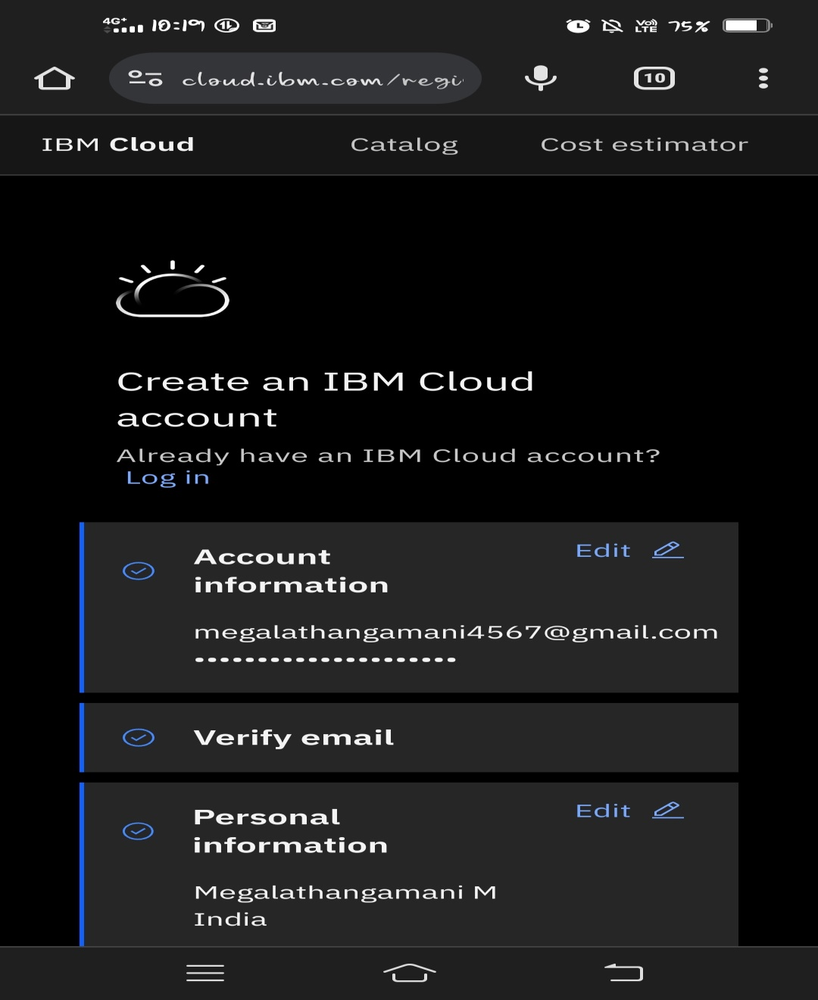 4G+ 10:19 75%
VoI) LTE
cloud.ibm.com/regi
10
IBM Cloud Catalog Cost estimator
Create an IBM Cloud
account
Already have an IBM Cloud account?
Log in
Account
information
Edit
megalathangamani4567@gmail.com
••••••••••••••••••••••
Verify email
Personal
information
Edit
Megalathangamani M
India